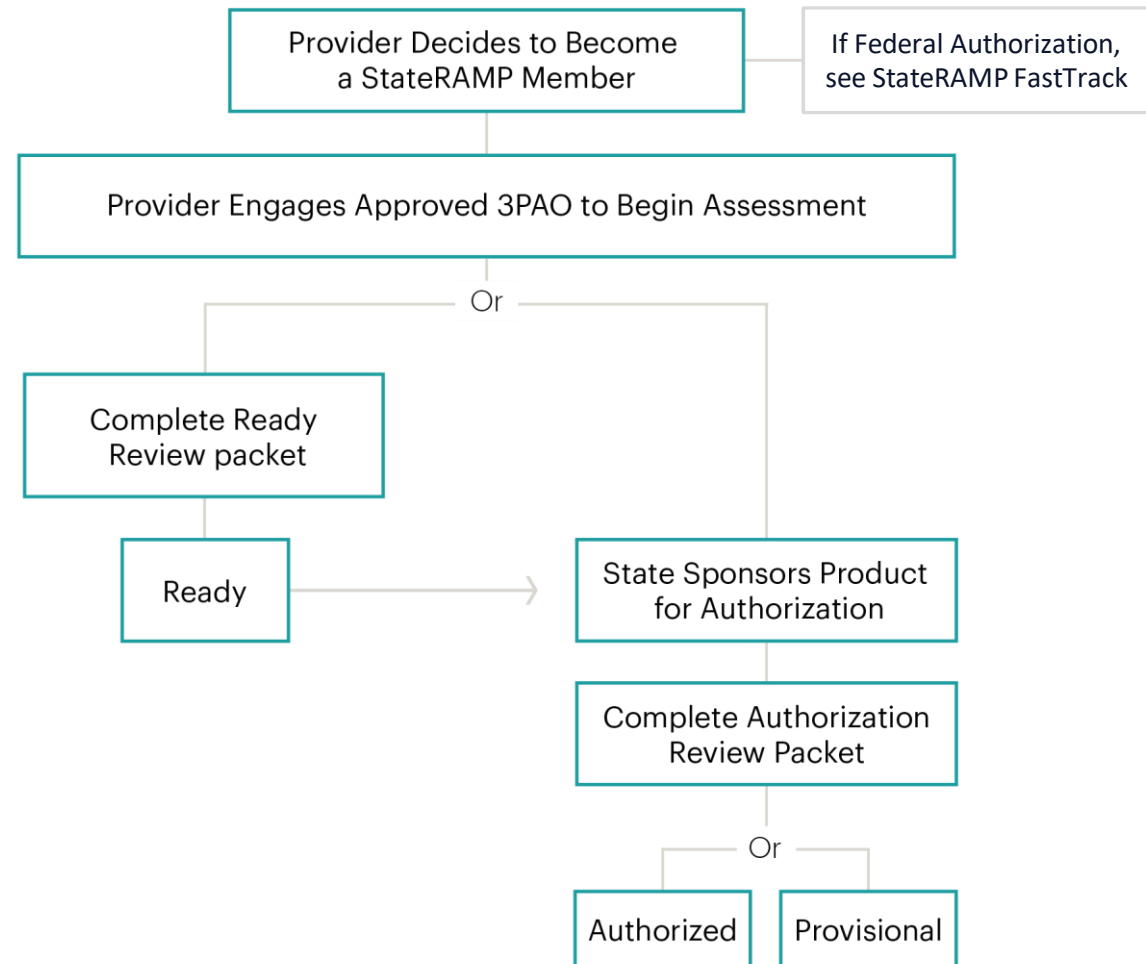 Provider Decides to Become
a StateRAMP Member
If Federal Authorization,
see StateRAMP FastTrack
Provider Engages Approved 3PAO to Begin Assessment
Or
Complete Ready
Review packet
Ready
State Sponsors Product
for Authorization
Complete Authorization
Review Packet
Or
Authorized
Provisional